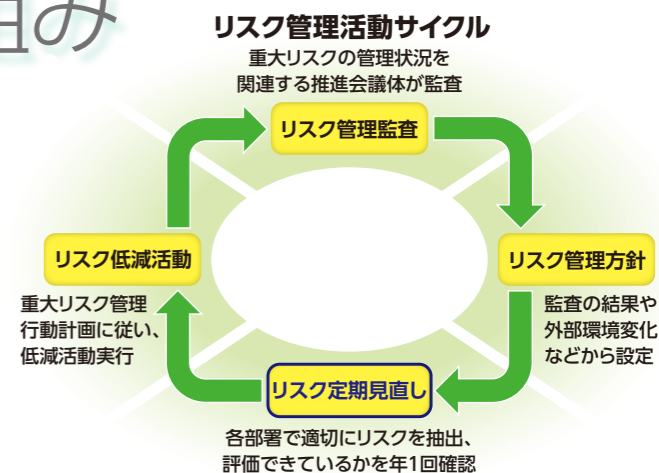 組み
リスク管理活動サイクル
重大リスクの管理状況を
関連する推進会議体が監査
リスク管理監査
リスク低減活動
リスク管理方針
重大リスク管理
行動計画に従い、
低減活動実行
監査の結果や
外部環境変化
などから設定
リスク定期見直し
各部署で適切にリスクを抽出、
評価できているかを年1回確認